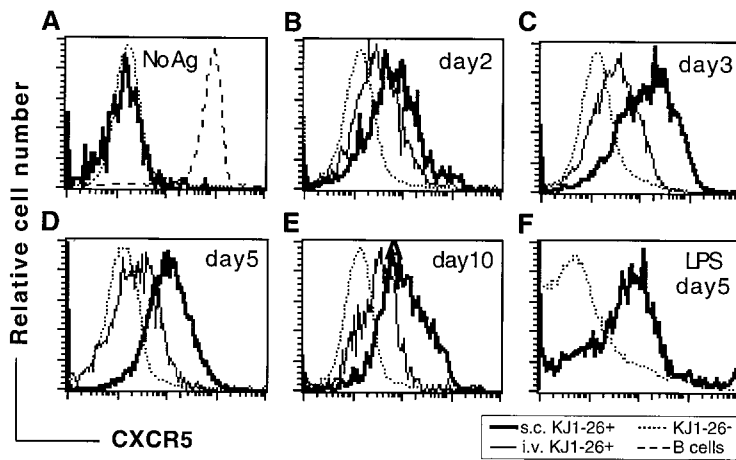 A
NoAg
B
day2
C
day3
D
day5
E
day10
F
LPS
day5
Relative cell number
CXCR5
s.c. KJ1-26+
KJ1-26-
i.v. KJ1-26+
B cells